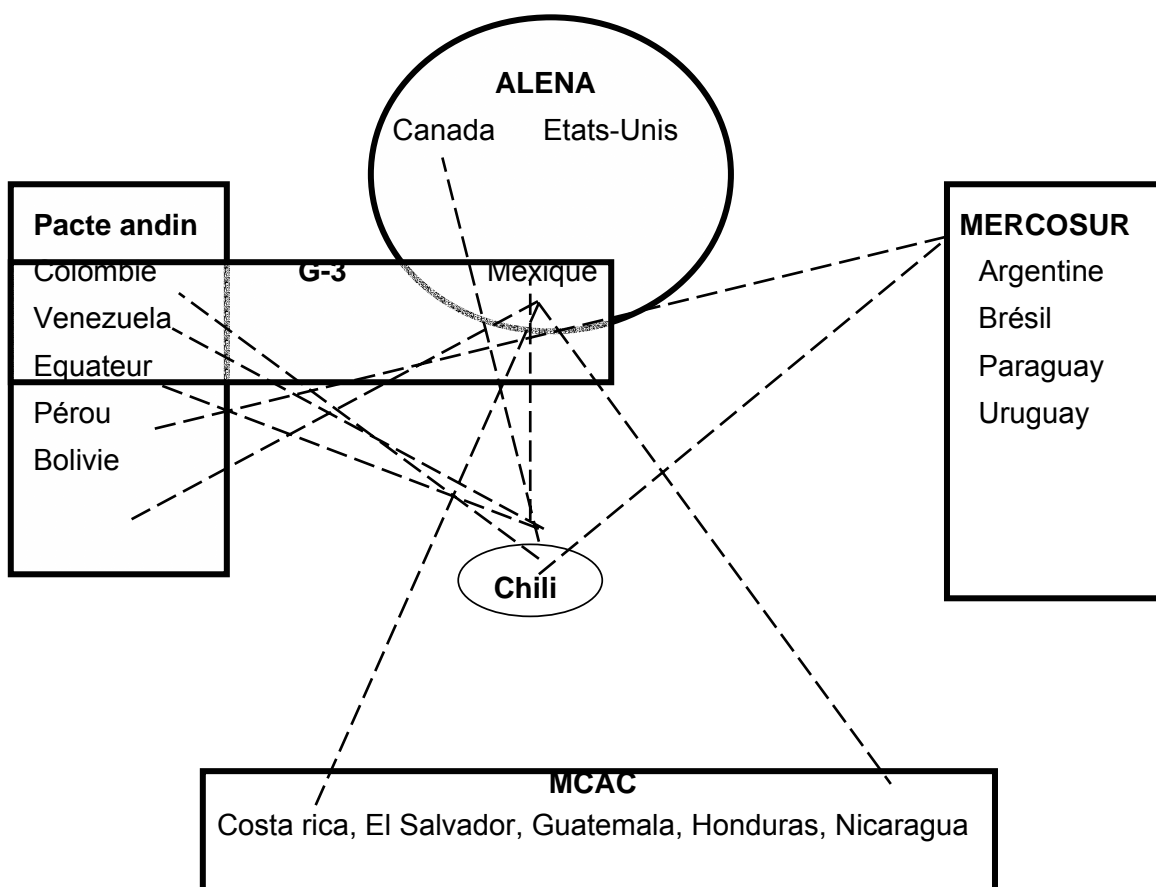 ALENA
Canada Etats-Unis
Pacte andin
Colombie
Venezuela
Equateur
Pérou
Bolivie
G-3
Mexique
MERCOSUR
Argentine
Brésil
Paraguay
Uruguay
Chili
MCAC
Costa rica, El Salvador, Guatemala, Honduras, Nicaragua